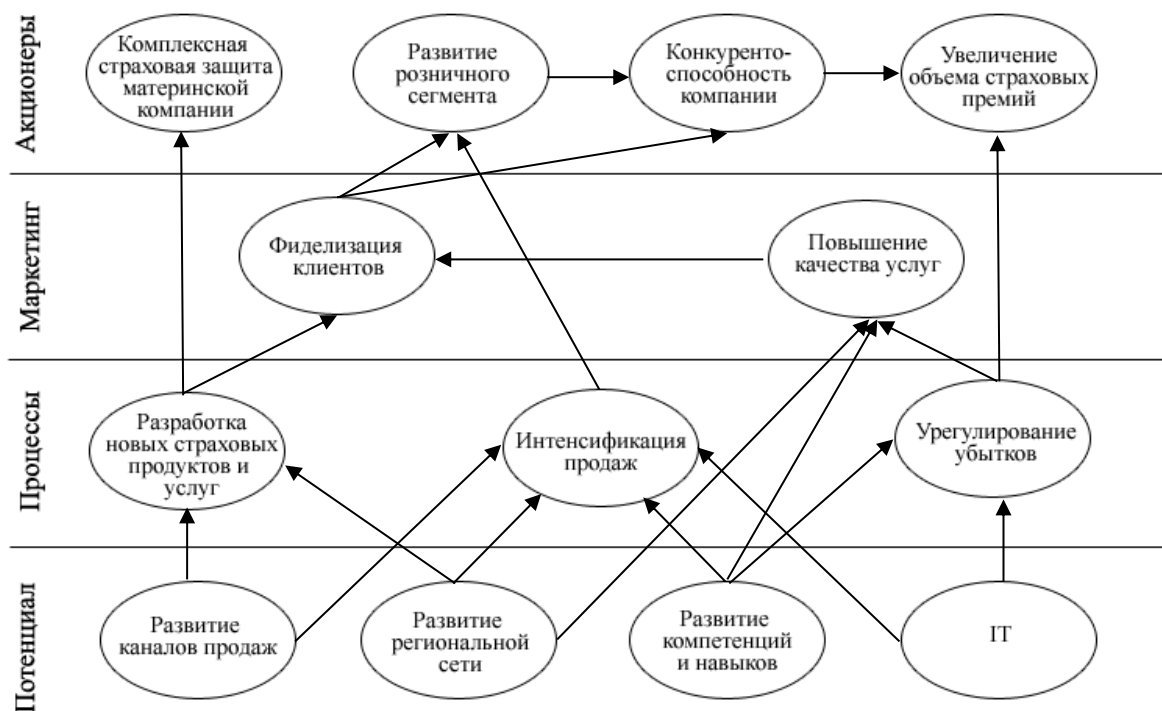 Акционеры
Комплексная
страховая защита
материнской
компании
Развитие
розничного
сегмента
Конкуренто-
способность
компании
Увеличение
объема страховых
премий
Маркетинг
Фиделизация
клиентов
Повышение
качества услуг
Процессы
Разработка
новых страховых
продуктов и
услуг
Интенсификация
продаж
Урегулирование
убытков
Потенциал
Развитие
каналов продаж
Развитие
региональной
сети
Развитие
компетенций
и навыков
IT